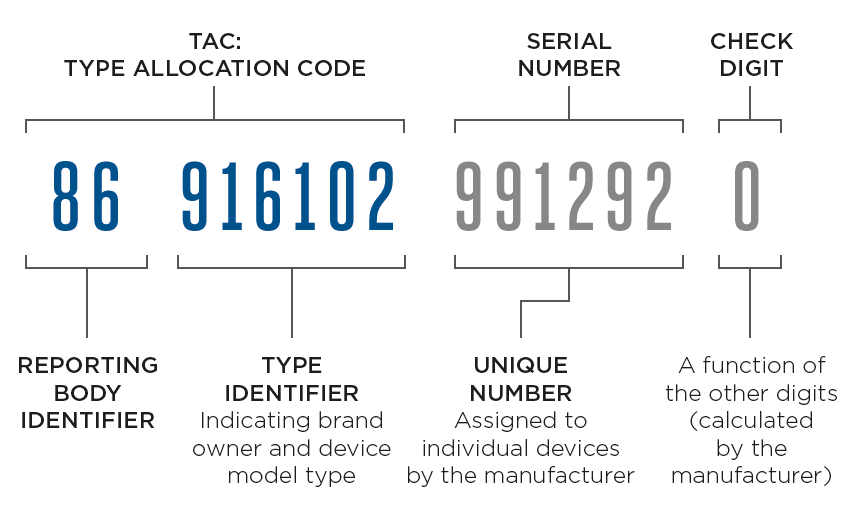 TAC:
TYPE ALLOCATION CODE
SERIAL
NUMBER
CHECK
DIGIT
86 916102 991292 0
REPORTING
BODY
IDENTIFIER
TYPE
IDENTIFIER
Indicating brand
owner and device
model type
UNIQUE
NUMBER
Assigned to
individual devices
by the manufacturer
A function of
the other digits
(calculated
by the
manufacturer)